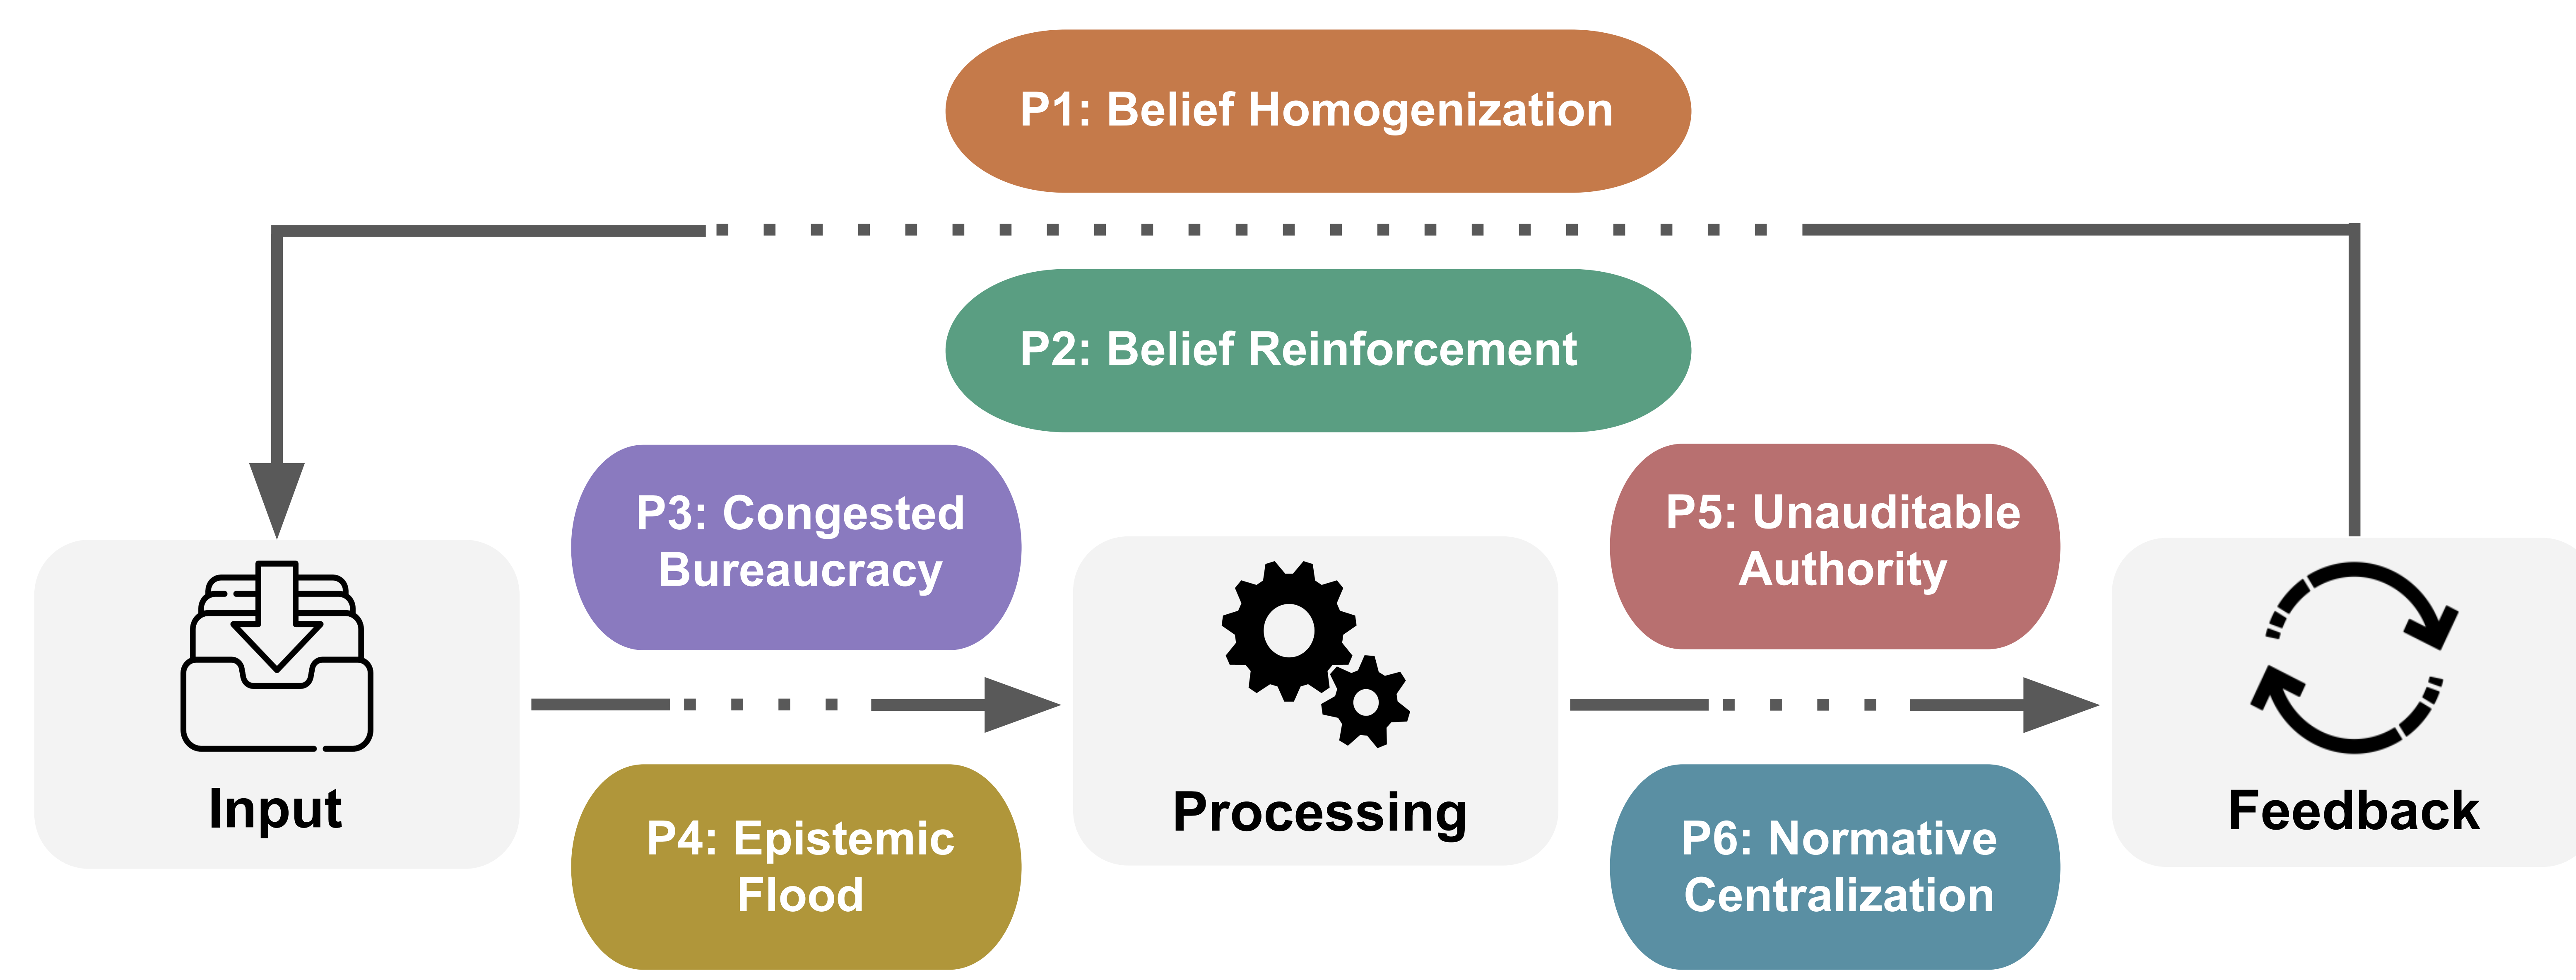 P1: Belief Homogenization
P2: Belief Reinforcement
P3: Congested
Bureaucracy
P5: Unauditable
Authority
Input
Processing
Feedback
P4: Epistemic
Flood
P6: Normative
Centralization